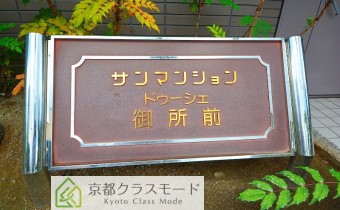 サンマンション
ドゥーシェ
御所前
京都クラスモード
Kyoto Class Mode